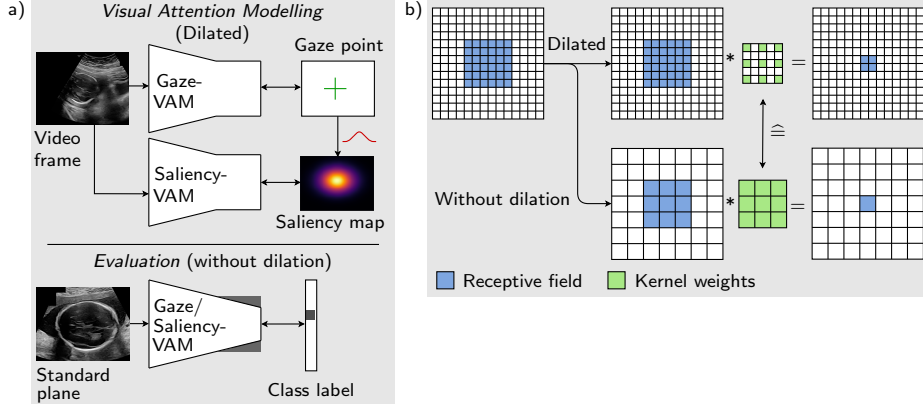 a)
Visual Attention Modelling
(Dilated)
Gaze point
Gaze-
VAM
Video
frame
Saliency-
VAM
Saliency map
Evaluation (without dilation)
Gaze/
Saliency-
VAM
Standard
plane
Class label
b)
Dilated
*
=
≙
Without dilation
*
=
Receptive field
Kernel weights